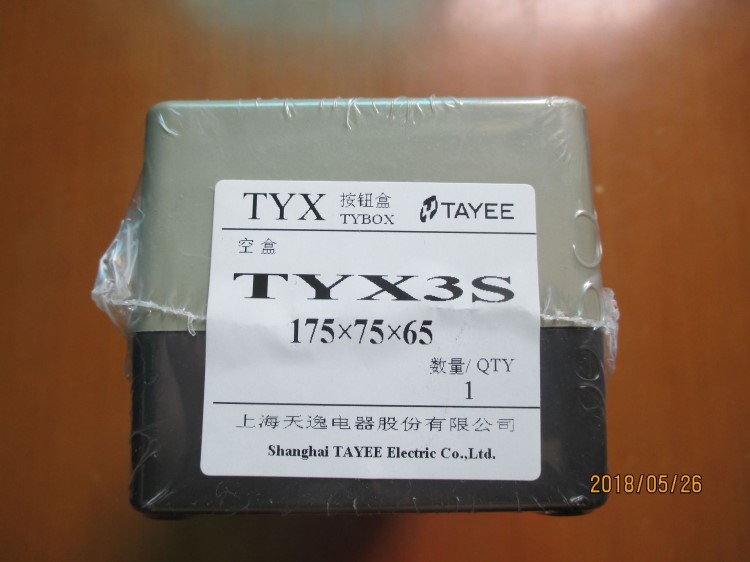 TYX 按钮盒 TYBOX TAYEE
空盒
TYX3S
175×75×65
数量/ QTY
1
上海天逸电器股份有限公司
Shanghai TAYEE Electric Co.,Ltd.
2018/05/26